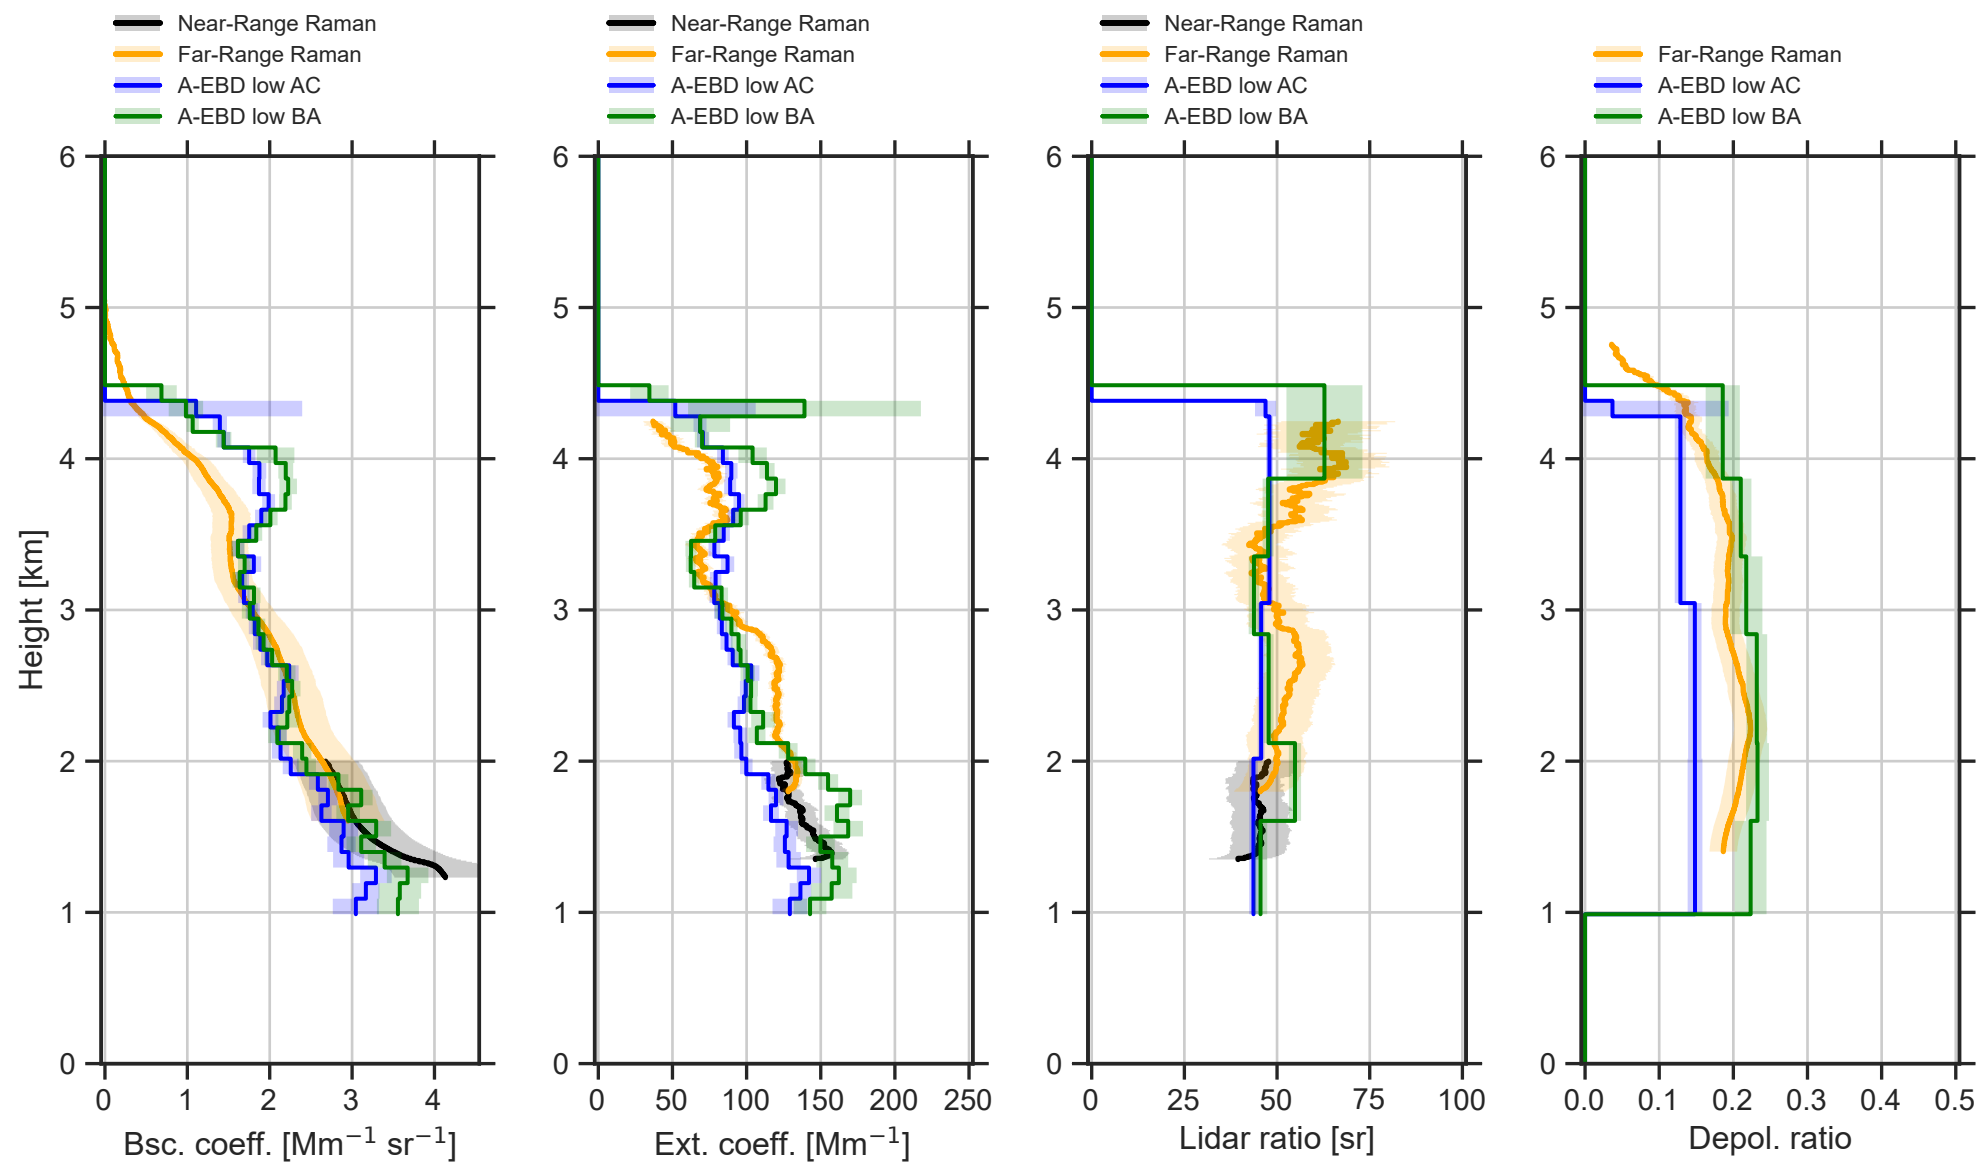 Near-Range Raman
Far-Range Raman
A-EBD low AC
A-EBD low BA
Near-Range Raman
Far-Range Raman
A-EBD low AC
A-EBD low BA
Near-Range Raman
Far-Range Raman
A-EBD low AC
A-EBD low BA
Far-Range Raman
A-EBD low AC
A-EBD low BA
Height [km]
6
5
4
3
2
1
0
0 1 2 3 4
Bsc. coeff. [Mm⁻¹ sr⁻¹]
6
5
4
3
2
1
0
0 50 100 150 200 250
Ext. coeff. [Mm⁻¹]
6
5
4
3
2
1
0
0 25 50 75 100
Lidar ratio [sr]
6
5
4
3
2
1
0
0.0 0.1 0.2 0.3 0.4 0.5
Depol. ratio